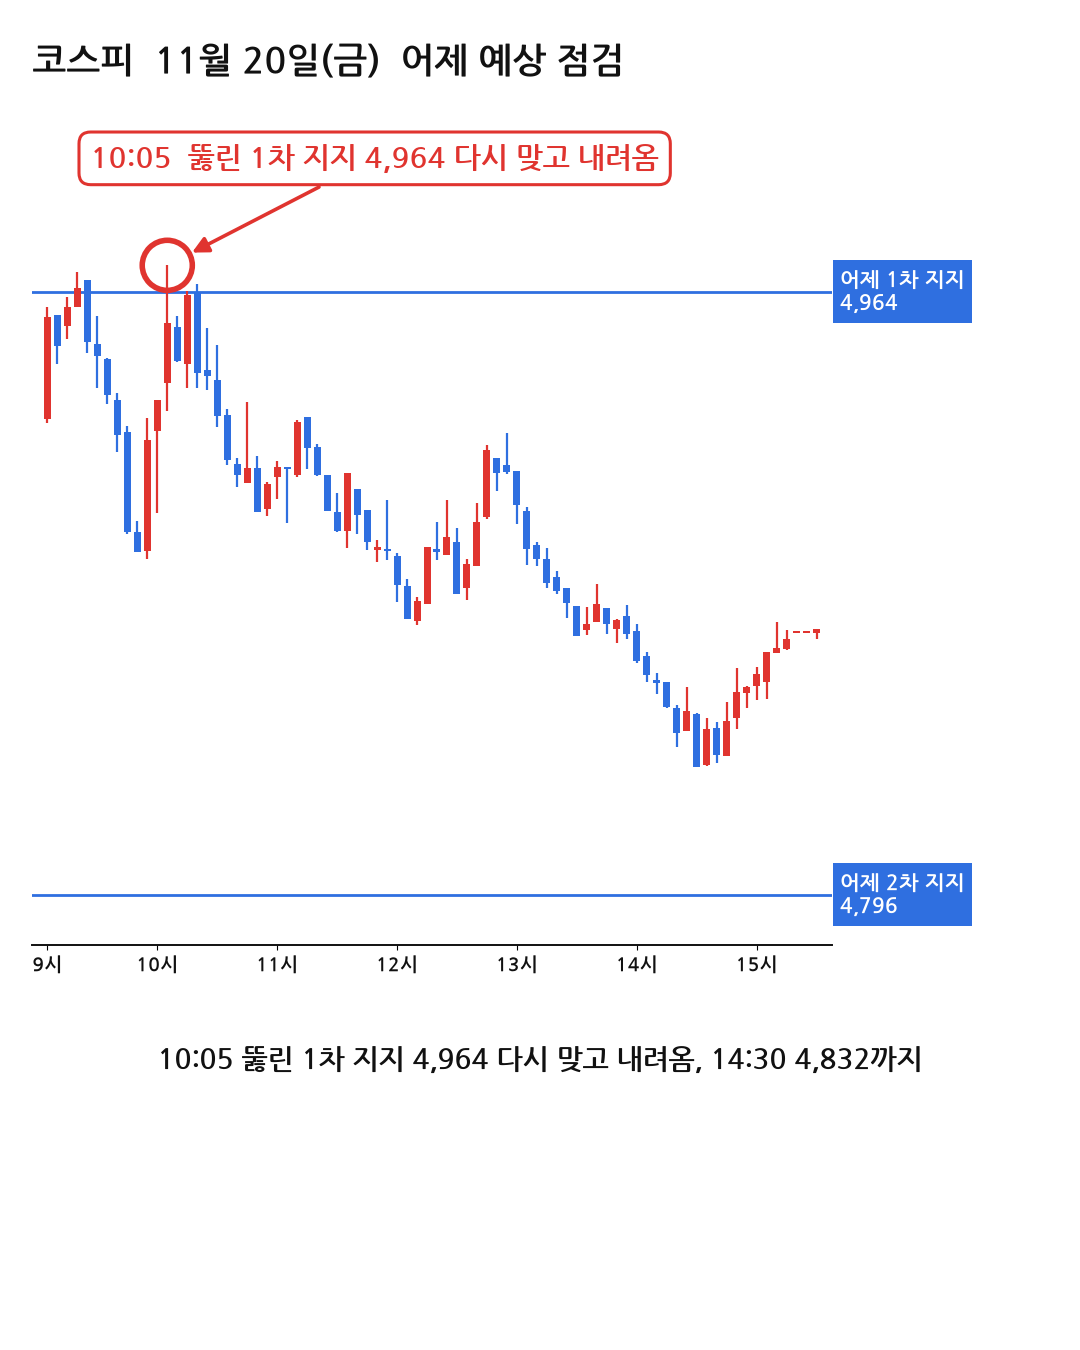 코스피 11월 20일(금) 어제 예상 점검
10:05 뚫린 1차 지지 4,964 다시 맞고 내려옴
어제 1차 지지
4,964
어제 2차 지지
4,796
9시 10시 11시 12시 13시 14시 15시
10:05 뚫린 1차 지지 4,964 다시 맞고 내려옴, 14:30 4,832까지